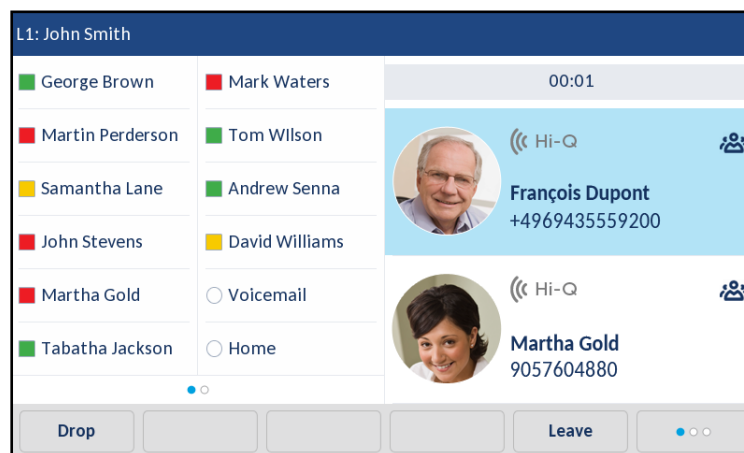 L1: John Smith
George Brown
Martin Perderson
Samantha Lane
John Stevens
Martha Gold
Tabatha Jackson
Mark Waters
Tom WIlson
Andrew Senna
David Williams
Voicemail
Home
00:01
Hi-Q
François Dupont
+4969435559200
Hi-Q
Martha Gold
9057604880
Drop
Leave